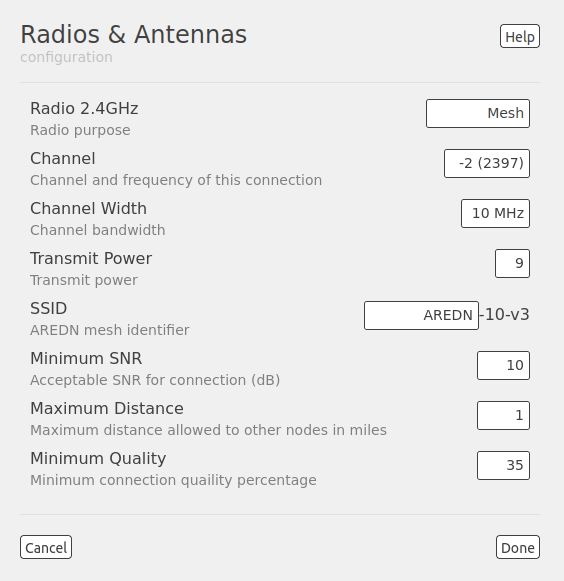 Radios & Antennas
Help
configuration
Radio 2.4GHz
Mesh
Radio purpose
Channel
-2 (2397)
Channel and frequency of this connection
Channel Width
10 MHz
Channel bandwidth
Transmit Power
9
Transmit power
SSID
AREDN -10-v3
AREDN mesh identifier
Minimum SNR
10
Acceptable SNR for connection (dB)
Maximum Distance
1
Maximum distance allowed to other nodes in miles
Minimum Quality
35
Minimum connection quaility percentage
Cancel
Done